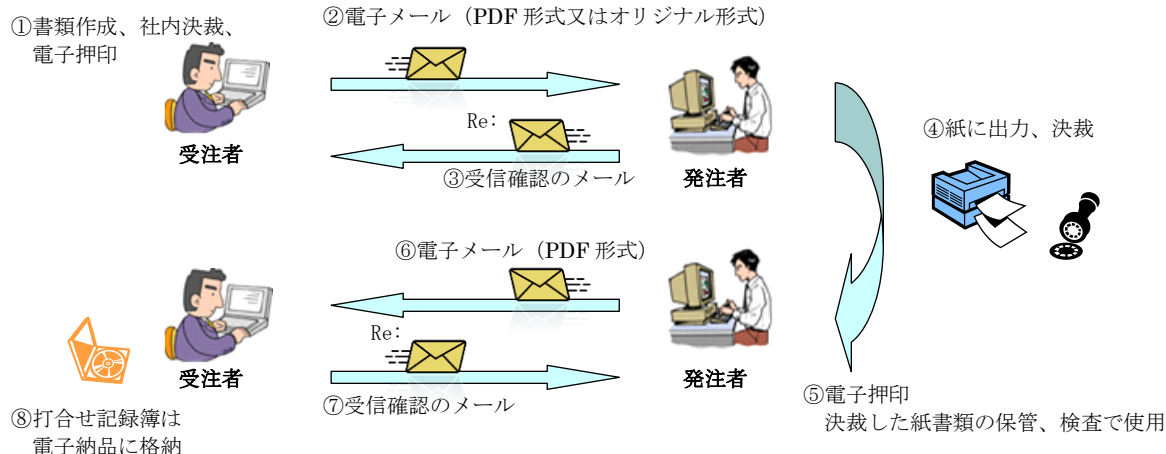 ①書類作成、社内決裁、
電子押印
②電子メール（PDF 形式又はオリジナル形式）
Re:
③受信確認のメール
受注者
発注者
④紙に出力、決裁
⑤電子押印
決裁した紙書類の保管、検査で使用
⑥電子メール（PDF 形式）
Re:
⑦受信確認のメール
受注者
発注者
⑧打合せ記録簿は
電子納品に格納